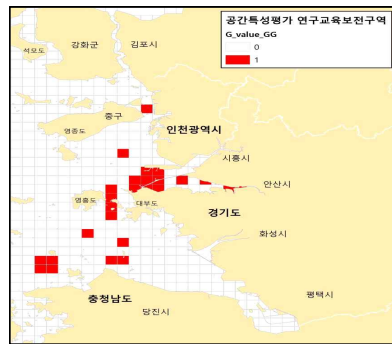 공간특성평가 연구교육보전구역
G_value_GG
0
1
석모도
강화군
김포시
중구
영종도
인천광역시
시흥시
안산시
영흥도
대부도
경기도
화성시
평택시
충청남도
당진시